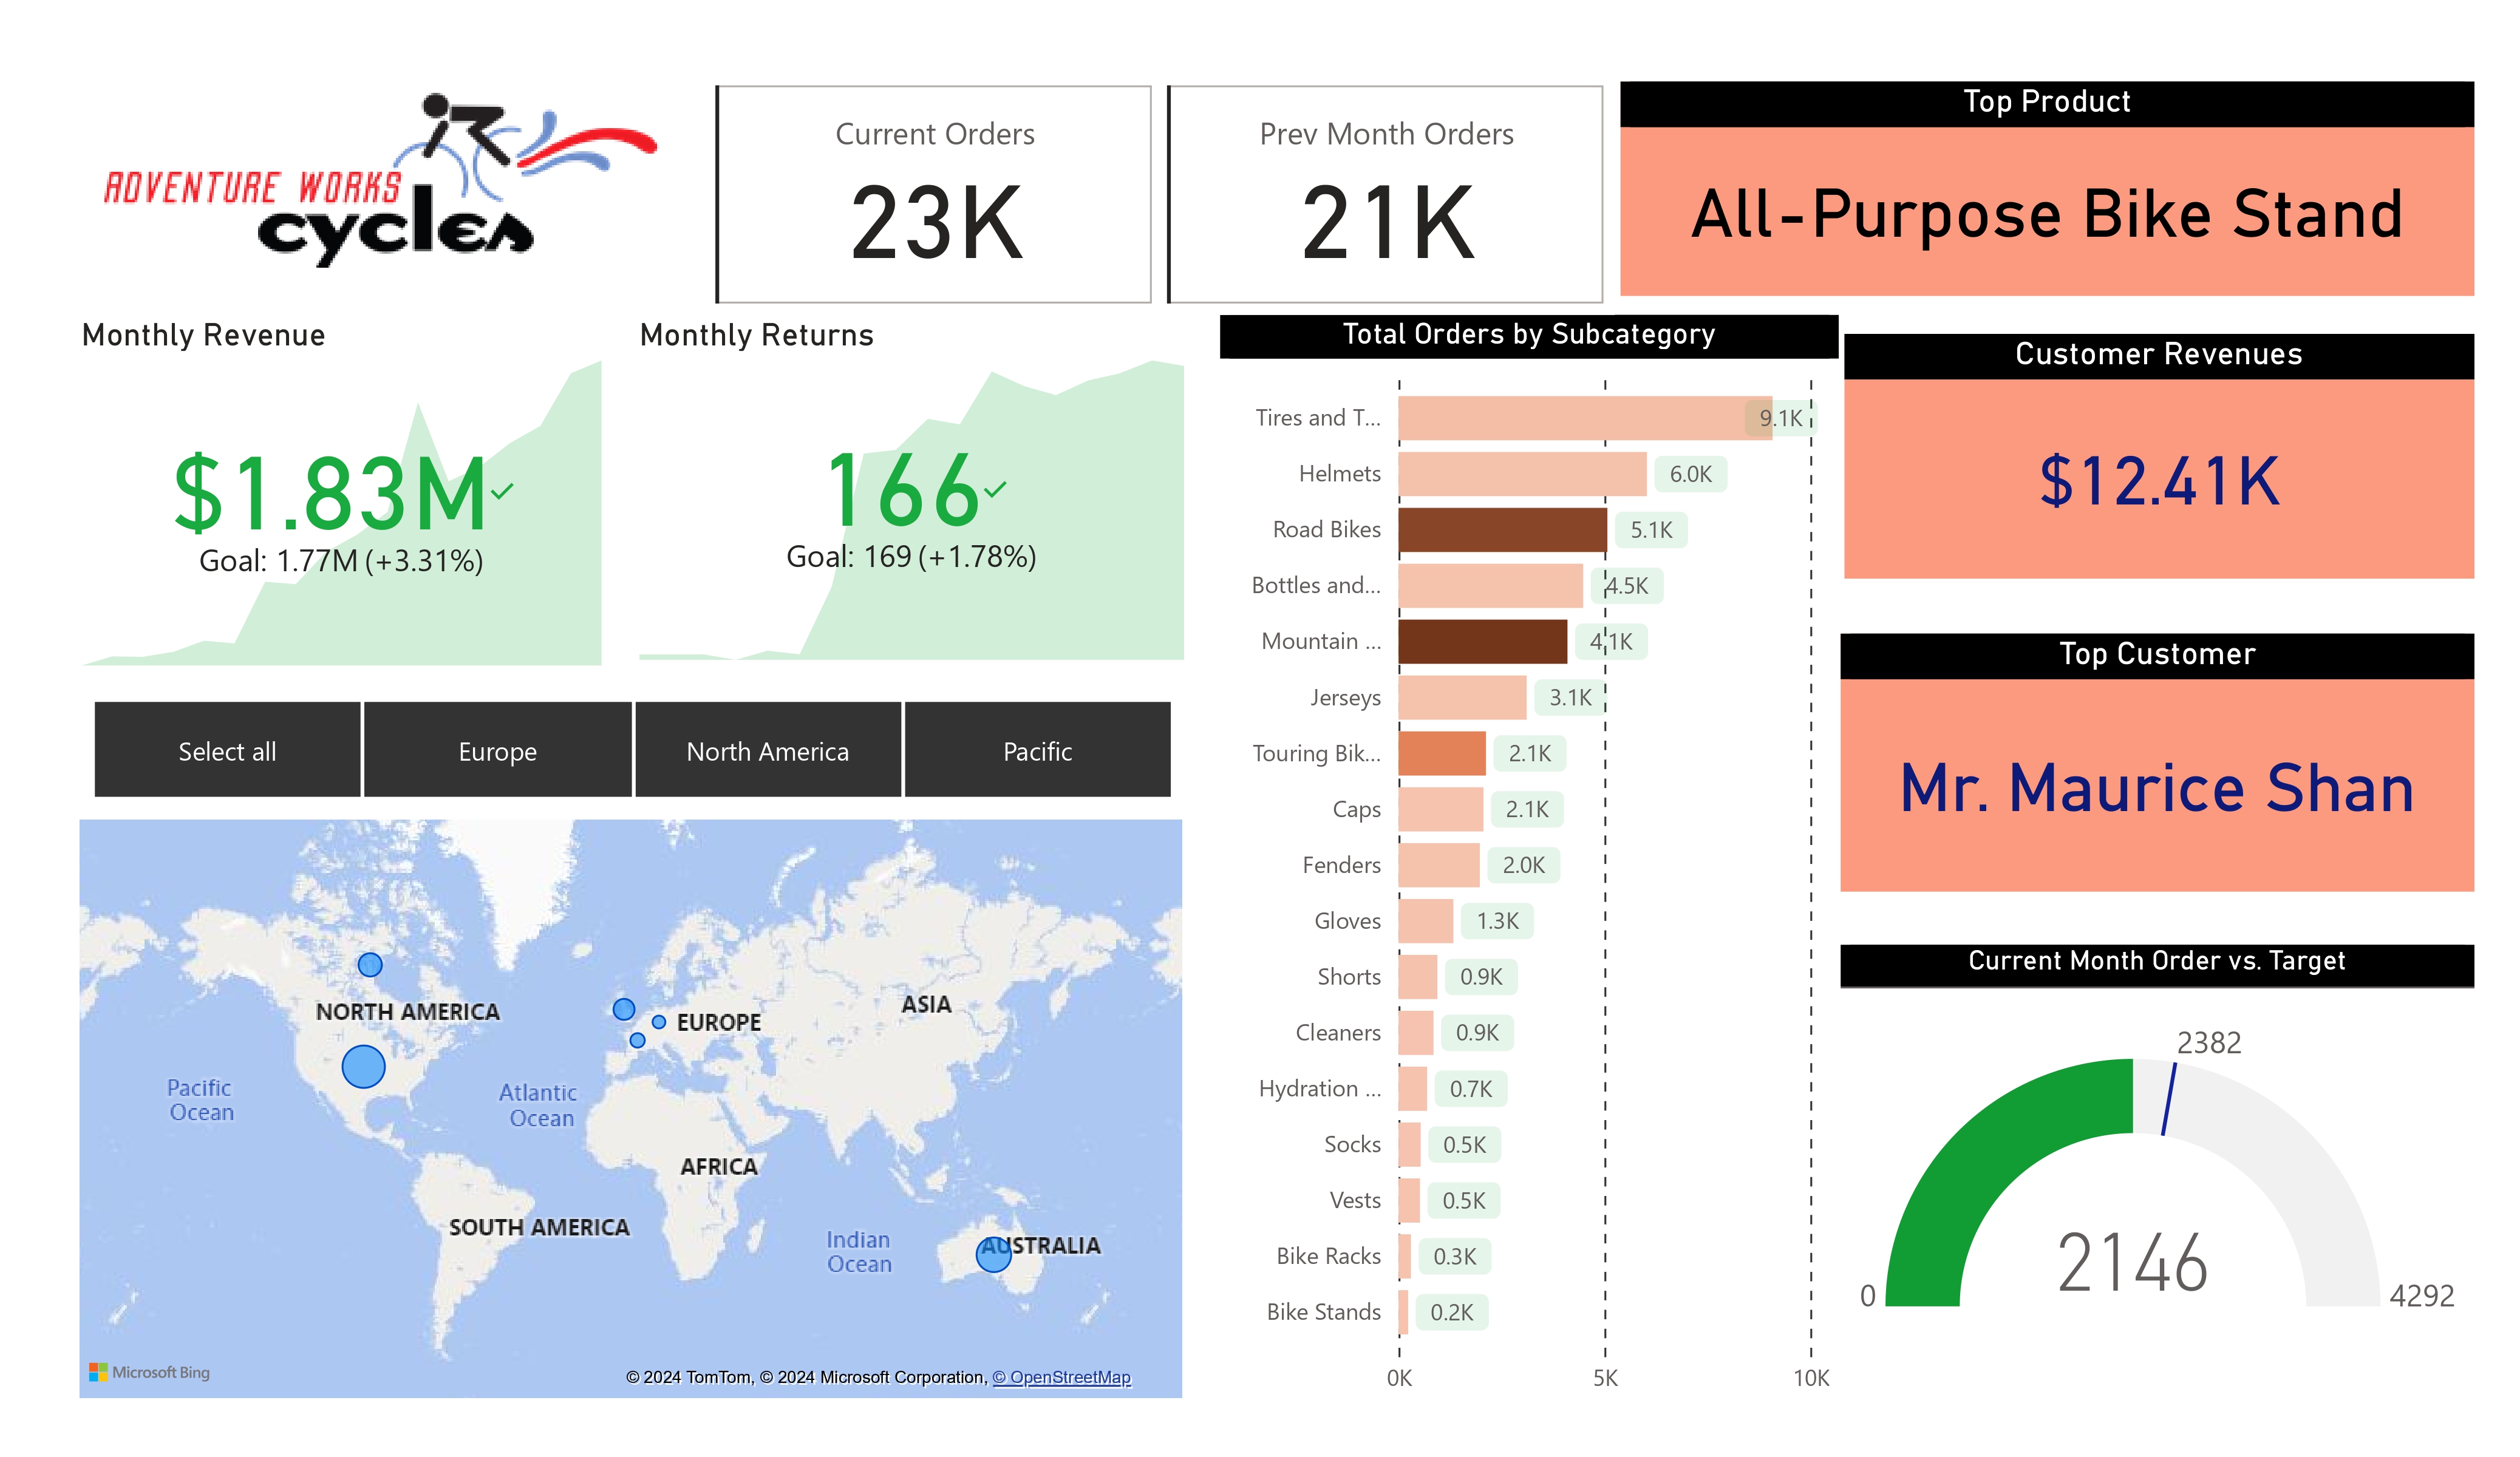 ADVENTURE WORKS
cycles
Current Orders
23K
Prev Month Orders
21K
Top Product
All-Purpose Bike Stand
Monthly Revenue
$1.83M
Goal: 1.77M (+3.31%)
Monthly Returns
166
Goal: 169 (+1.78%)
Select all
Europe
North America
Pacific
NORTH AMERICA
EUROPE
ASIA
Pacific
Ocean
Atlantic
Ocean
AFRICA
SOUTH AMERICA
Indian
Ocean
AUSTRALIA
Microsoft Bing
© 2024 TomTom, © 2024 Microsoft Corporation, © OpenStreetMap
Total Orders by Subcategory
Tires and T... 9.1K
Helmets 6.0K
Road Bikes 5.1K
Bottles and... 4.5K
Mountain ... 4.1K
Jerseys 3.1K
Touring Bik... 2.1K
Caps 2.1K
Fenders 2.0K
Gloves 1.3K
Shorts 0.9K
Cleaners 0.9K
Hydration ... 0.7K
Socks 0.5K
Vests 0.5K
Bike Racks 0.3K
Bike Stands 0.2K
0K 5K 10K
Customer Revenues
$12.41K
Top Customer
Mr. Maurice Shan
Current Month Order vs. Target
2382
2146
0
4292